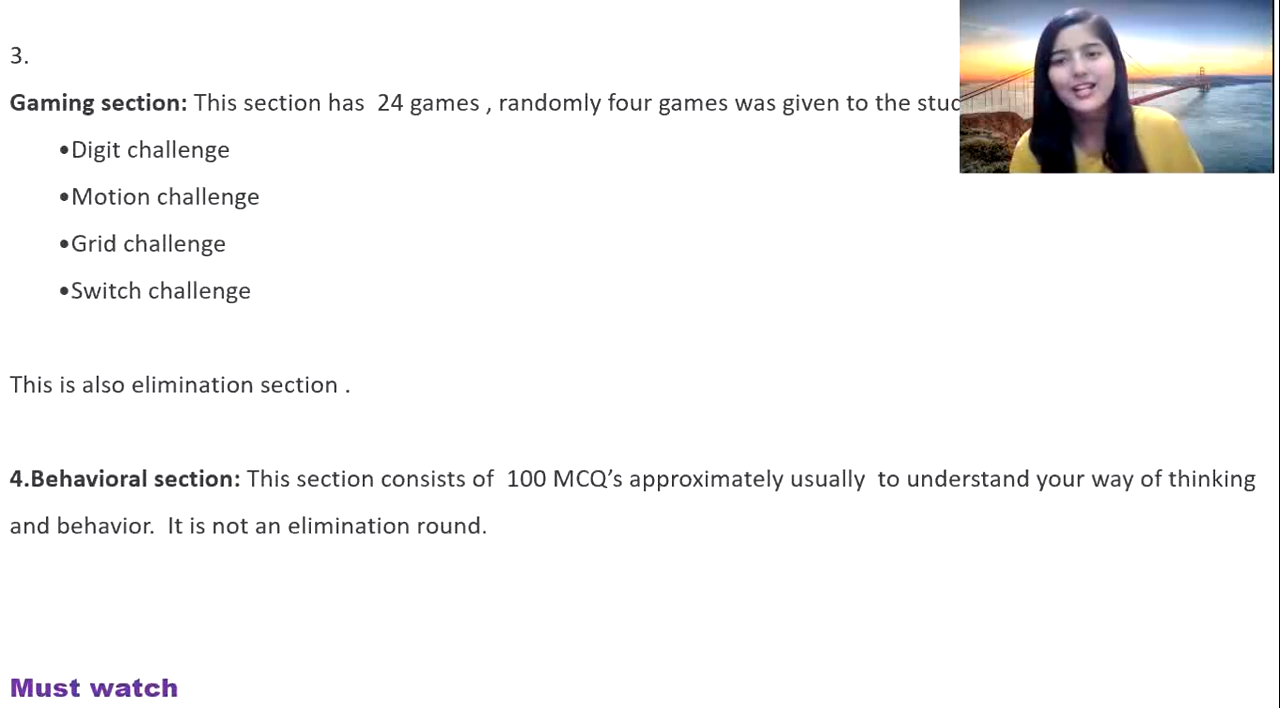 3.
Gaming section: This section has  24 games , randomly four games was given to the
•Digit challenge
•Motion challenge
•Grid challenge
•Switch challenge
This is also elimination section .
4.Behavioral section: This section consists of  100 MCQ’s approximately usually  to understand your way of thinking
and behavior.  It is not an elimination round.
Must watch